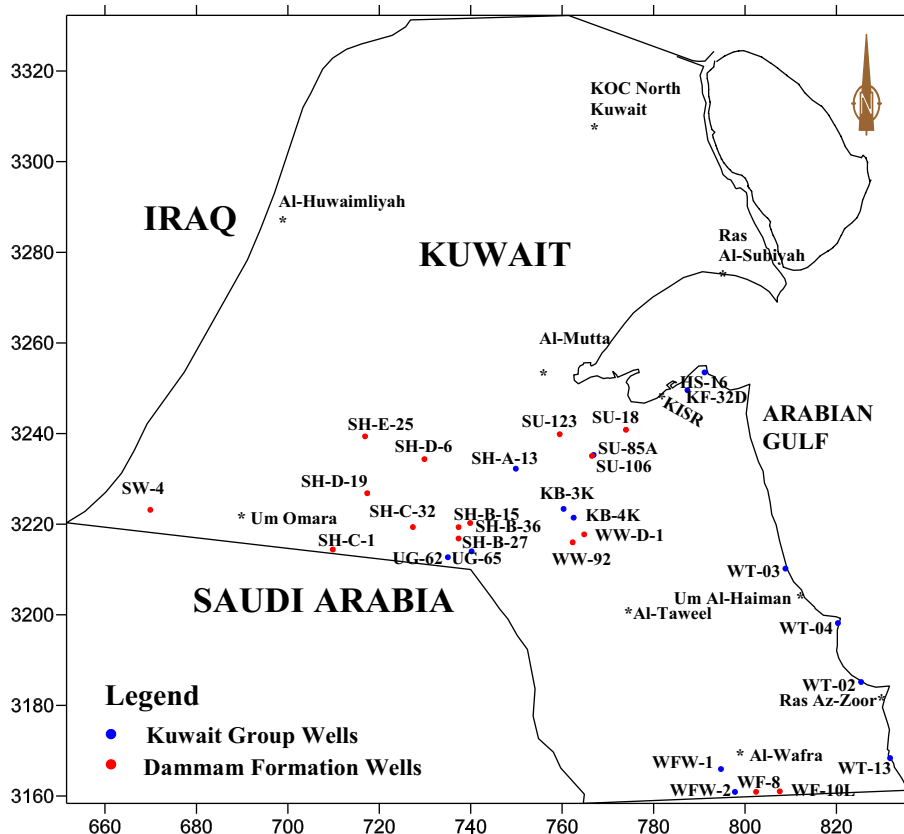 3320
KOC North
Kuwait
*
N
3300
Al-Huwaimliyah
*
IRAQ
KUWAIT
Ras
Al-Subiyah
*
3280
3260
Al-Mutta
*
HS-16
KF-32D
*KISR
ARABIAN
GULF
3240
SH-E-25
SU-123
SU-18
SH-D-6
SH-A-13
SU-85A
SU-106
SW-4
SH-D-19
KB-3K
SH-C-32
SH-B-15
KB-4K
3220
* Um Omara
SH-B-36
SH-C-1
SH-B-27
WW-D-1
UG-62
UG-65
WW-92
WT-03
SAUDI ARABIA
Um Al-Haiman *
3200
*Al-Taweel
WT-04
WT-02
3180
Legend
Ras Az-Zoor*
Kuwait Group Wells
* Al-Wafra
WFW-1
WT-13
Dammam Formation Wells
WF-8
WFW-2
WF-10L
3160
660 680 700 720 740 760 780 800 820